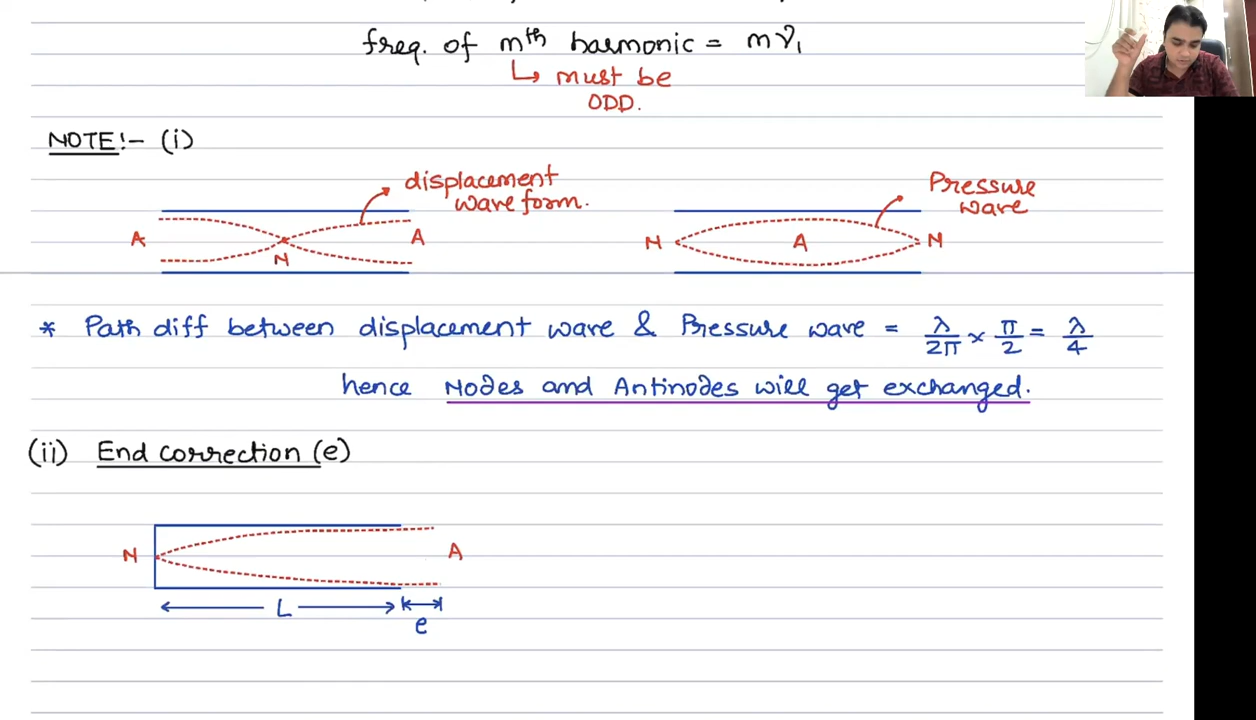 freq. of mth harmonic = mν₁
↳ must be
ODD.
NOTE:- (i)
displacement
wave form.
Pressure
wave
A
A
N
N
A
N
* Path diff between displacement wave & Pressure wave = λ/2π × π/2 = λ/4
hence Nodes and Antinodes will get exchanged.
(ii) End correction (e)
N
A
L
e